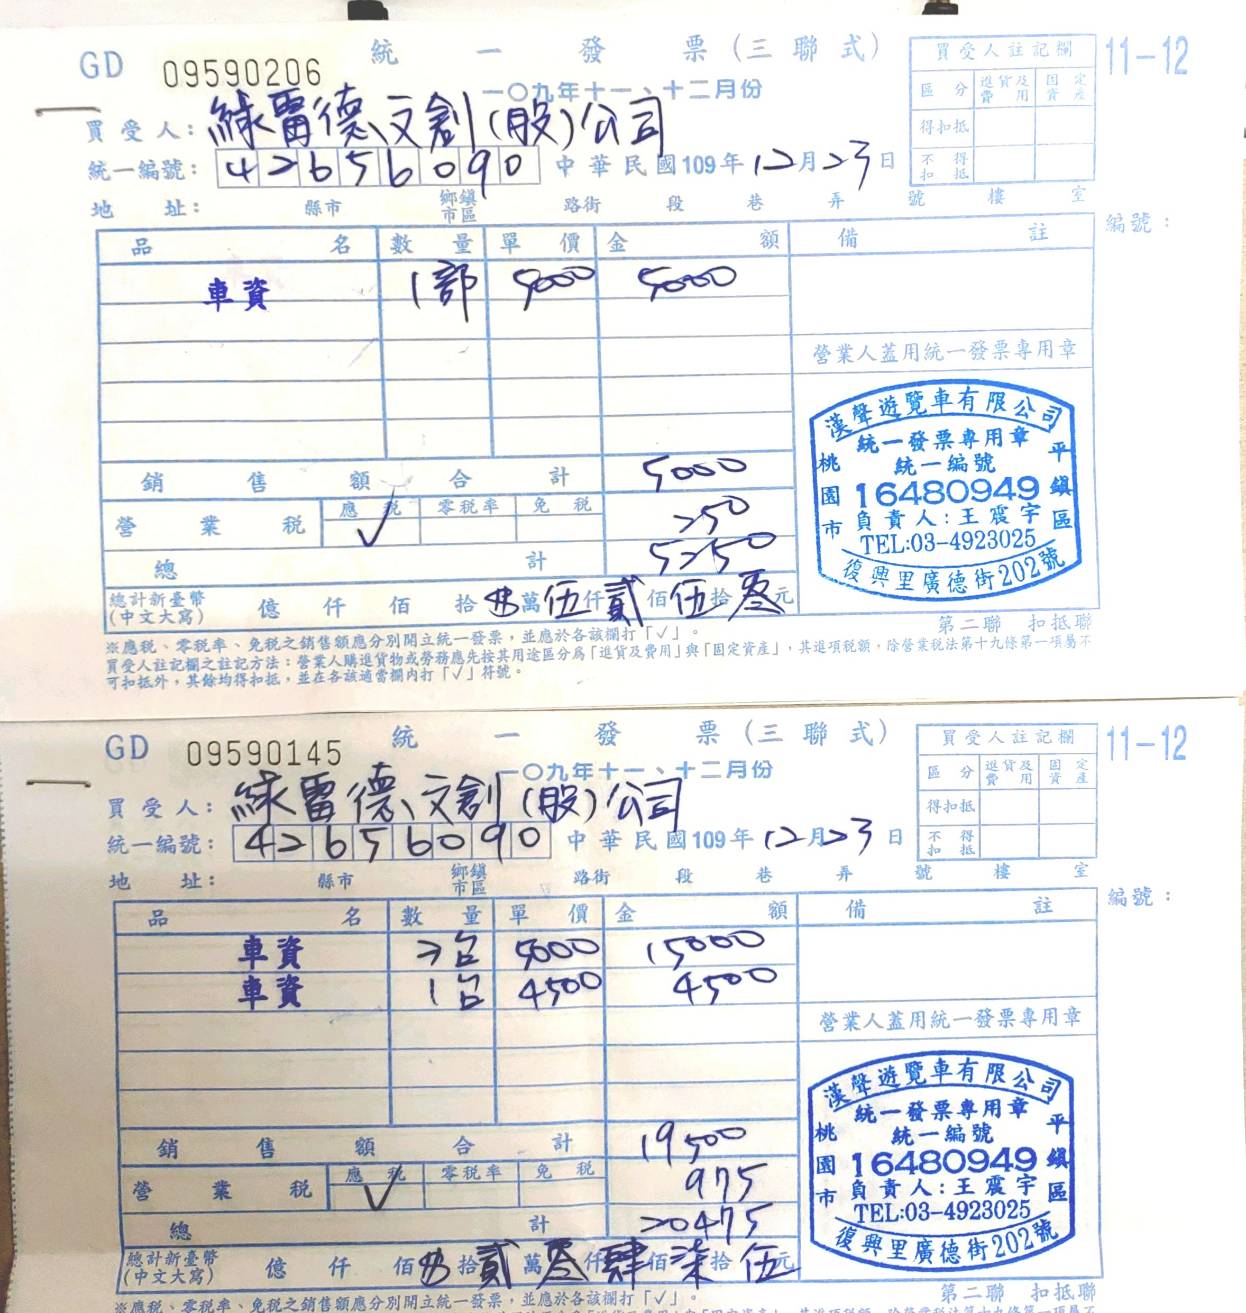 GD 09590206 統一發票(三聯式) 11-12
一〇九年十一、十二月份
買受人: 綠雷德文創(股)公司
統一編號: 42656090 中華民國109年12月23日
地址: 縣市 鄉鎮市區 路街 段 巷 弄 號 樓 室
買受人註記欄
區分 進貨及費用 固定資產
得扣抵
不得扣抵
編號:
品名 數量 單價 金額 備註
車資 1部 5000 5000
營業人蓋用統一發票專用章
銷售額合計 5000
營業稅 應稅 ✓ 零稅率 免稅 250
總計 5250
總計新臺幣(中文大寫) 億 仟 佰 拾 萬 伍仟 貳佰 伍拾 元
漢聲遊覽車有限公司
統一發票專用章
統一編號
16480949
負責人:王震宇
TEL:03-4923025
桃園市平鎮區
復興里廣德街202號
第二聯 扣抵聯
※應稅、零稅率、免稅之銷售額應分別開立統一發票,並應於各該欄打「✓」。
買受人註記欄之註記方法:營業人購進貨物或勞務應先按其用途區分為「進貨及費用」與「固定資產」,其進項稅額,除營業稅法第十九條第一項屬不
可扣抵外,其餘均得扣抵,並在各該適當欄內打「✓」符號。
GD 09590145 統一發票(三聯式) 11-12
一〇九年十一、十二月份
買受人: 綠雷德文創(股)公司
統一編號: 42656090 中華民國109年12月23日
地址: 縣市 鄉鎮市區 路街 段 巷 弄 號 樓 室
買受人註記欄
區分 進貨及費用 固定資產
得扣抵
不得扣抵
編號:
品名 數量 單價 金額 備註
車資 3台 5000 15000
車資 1台 4500 4500
營業人蓋用統一發票專用章
銷售額合計 19500
營業稅 應稅 ✓ 零稅率 免稅 975
總計 20475
總計新臺幣(中文大寫) 億 仟 佰 拾 貳萬 仟 肆佰 柒拾 伍元
漢聲遊覽車有限公司
統一發票專用章
統一編號
16480949
負責人:王震宇
TEL:03-4923025
桃園市平鎮區
復興里廣德街202號
第二聯 扣抵聯
※應稅、零稅率、免稅之銷售額應分別開立統一發票,並應於各該欄打「✓」。